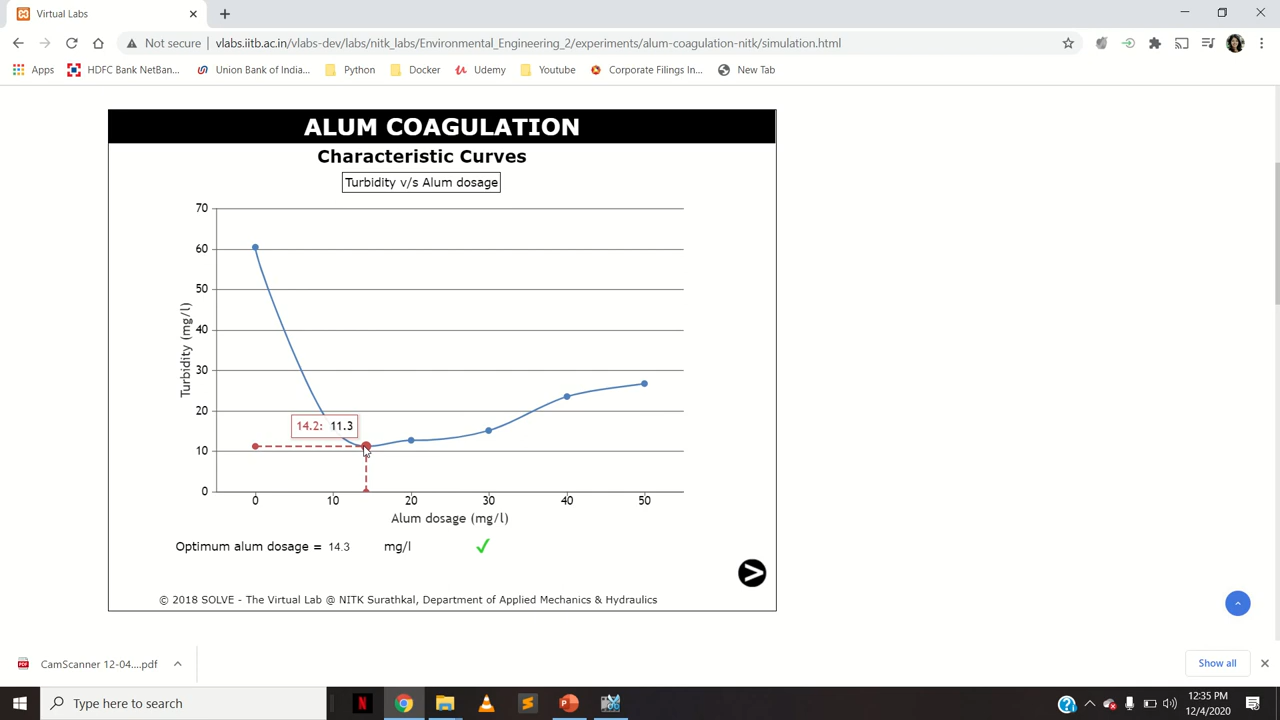 Virtual Labs
Not secure vlabs.iitb.ac.in/vlabs-dev/labs/nitk_labs/Environmental_Engineering_2/experiments/alum-coagulation-nitk/simulation.html
Apps HDFC Bank NetBan... Union Bank of India... Python Docker Udemy Youtube Corporate Filings In... New Tab
ALUM COAGULATION
Characteristic Curves
Turbidity v/s Alum dosage
70
60
50
40
30
20
10
0
Turbidity (mg/l)
14.2: 11.3
0 10 20 30 40 50
Alum dosage (mg/l)
Optimum alum dosage = 14.3 mg/l
© 2018 SOLVE - The Virtual Lab @ NITK Surathkal, Department of Applied Mechanics & Hydraulics
CamScanner 12-04....pdf
Show all
Type here to search
12:35 PM
12/4/2020